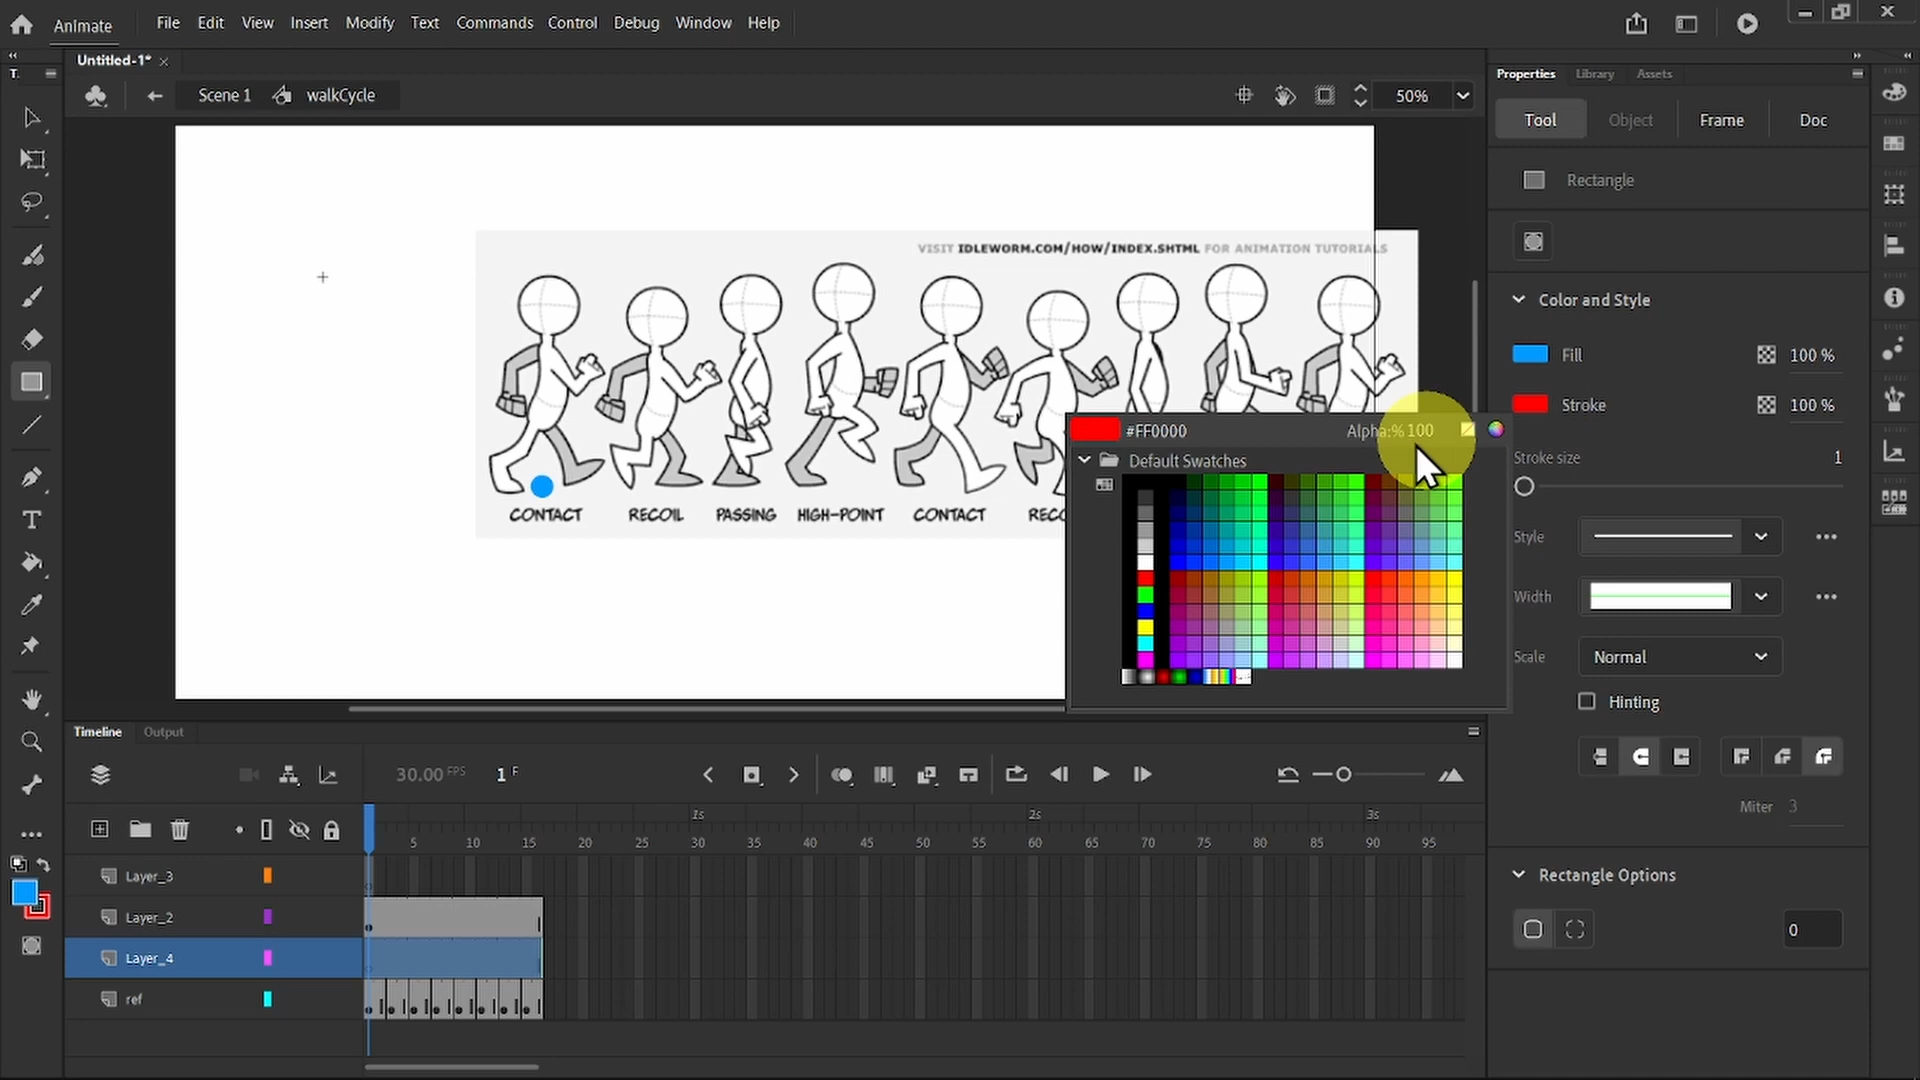 Animate File Edit View Insert Modify Text Commands Control Debug Window Help
Untitled-1*
Scene 1 walkCycle 50%
VISIT IDLEWORM.COM/HOW/INDEX.SHTML FOR ANIMATION TUTORIALS
CONTACT RECOIL PASSING HIGH-POINT CONTACT
#FF0000 Alpha:% 100
Default Swatches
Properties Library Assets
Tool Object Frame Doc
Rectangle
Color and Style
Fill 100 %
Stroke 100 %
Stroke size 1
Style
Width
Scale Normal
Hinting
Miter 3
Rectangle Options
0
Timeline Output
30.00 FPS 1 F
1s 2s 3s
5 10 15 20 25 30 35 40 45 50 55 60 65 70 75 80 85 90 95
Layer_3
Layer_2
Layer_4
ref